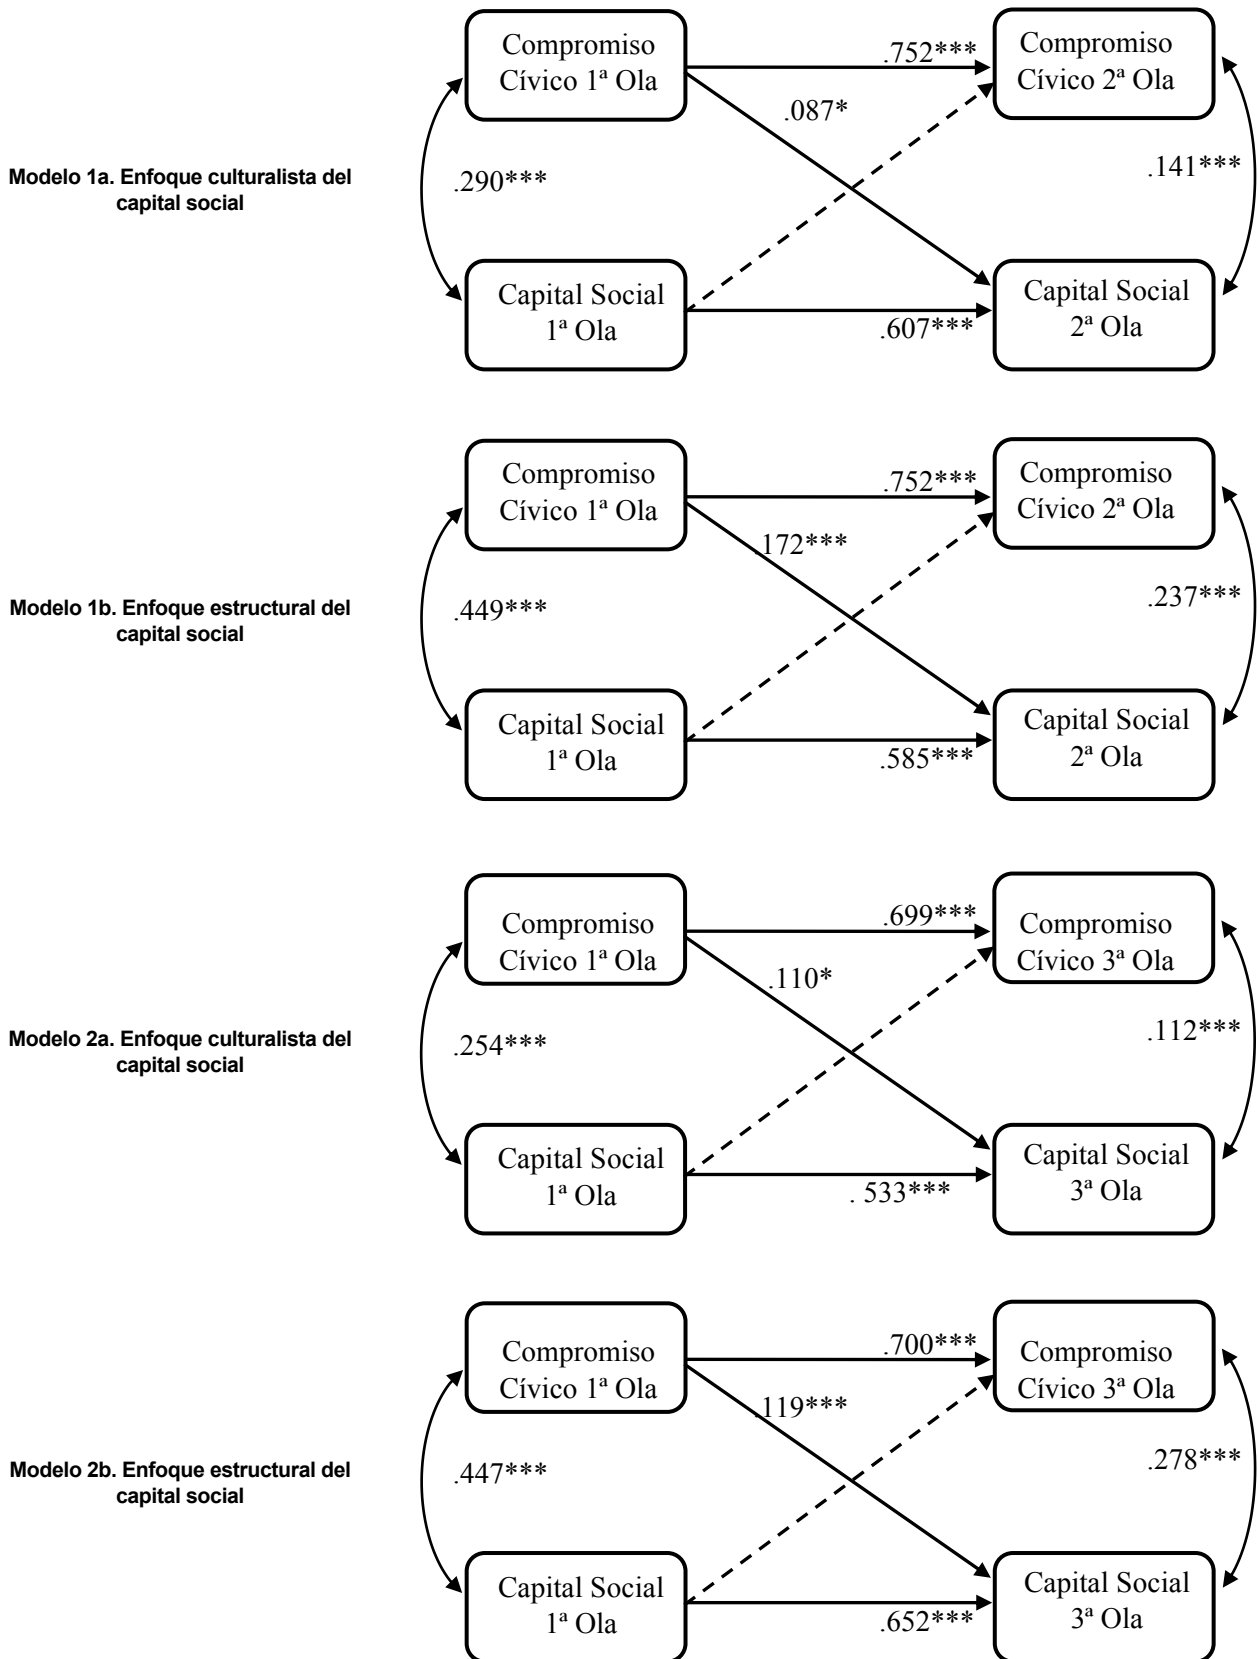 Compromiso
Cívico 1ª Ola
.752***
Compromiso
Cívico 2ª Ola
.087*
Modelo 1a. Enfoque culturalista del
capital social
.290***
.141***
Capital Social
1ª Ola
.607***
Capital Social
2ª Ola
Compromiso
Cívico 1ª Ola
.752***
Compromiso
Cívico 2ª Ola
.172***
Modelo 1b. Enfoque estructural del
capital social
.449***
.237***
Capital Social
1ª Ola
.585***
Capital Social
2ª Ola
Compromiso
Cívico 1ª Ola
.699***
Compromiso
Cívico 3ª Ola
.110*
Modelo 2a. Enfoque culturalista del
capital social
.254***
.112***
Capital Social
1ª Ola
. 533***
Capital Social
3ª Ola
Compromiso
Cívico 1ª Ola
.700***
Compromiso
Cívico 3ª Ola
.119***
Modelo 2b. Enfoque estructural del
capital social
.447***
.278***
Capital Social
1ª Ola
.652***
Capital Social
3ª Ola